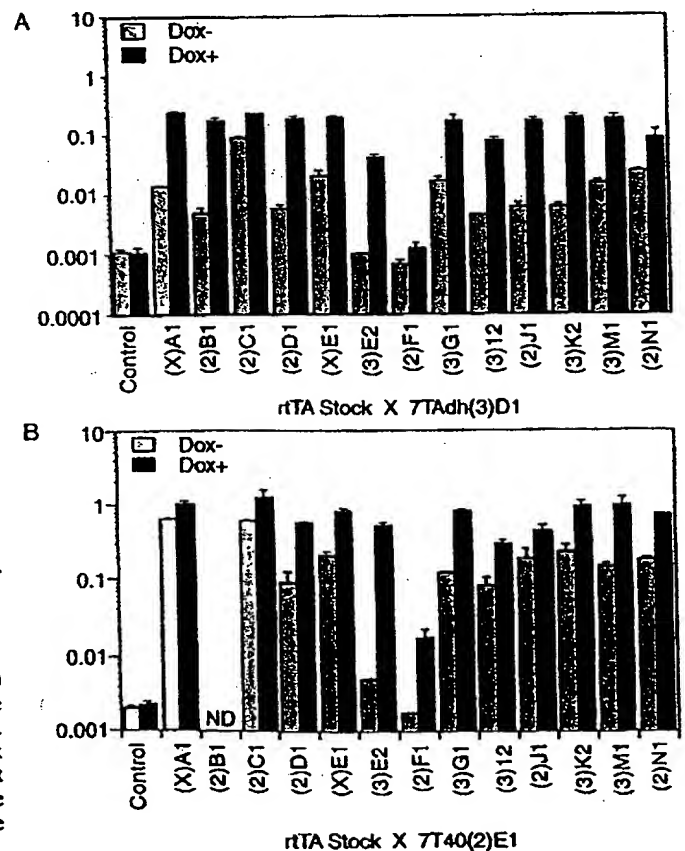 A
Dox-
Dox+
10
1
0.1
0.01
0.001
0.0001
Control
(X)A1
(2)B1
(2)C1
(2)D1
(X)E1
(3)E2
(2)F1
(3)G1
(3)12
(2)J1
(3)K2
(3)M1
(2)N1
rtTA Stock X 7TAdh(3)D1
B
Dox-
Dox+
10
1
0.1
0.01
0.001
ND
Control
(X)A1
(2)B1
(2)C1
(2)D1
(X)E1
(3)E2
(2)F1
(3)G1
(3)12
(2)J1
(3)K2
(3)M1
(2)N1
rtTA Stock X 7T40(2)E1